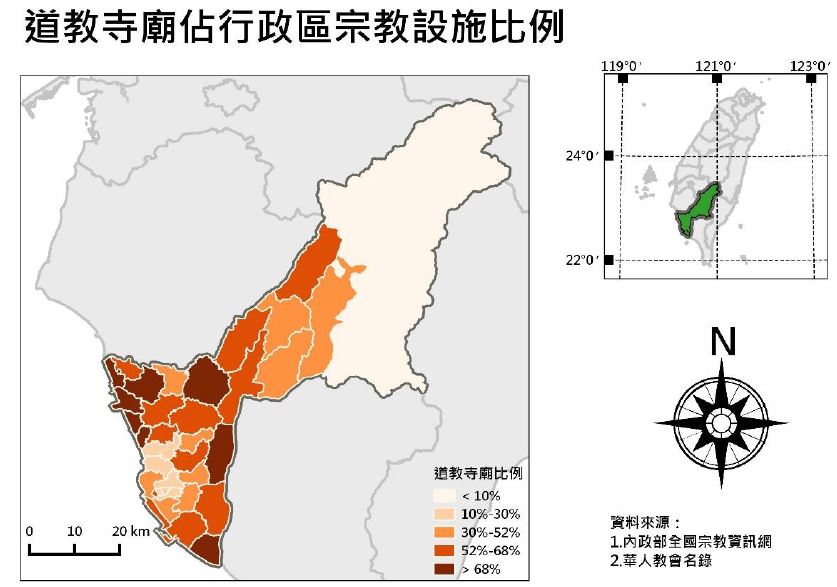 道教寺廟佔行政區宗教設施比例
119°0′ 121°0′ 123°0′
24°0′
22°0′
N
道教寺廟比例
< 10%
10%-30%
30%-52%
52%-68%
> 68%
0 10 20 km
資料來源：
1.內政部全國宗教資訊網
2.華人教會名錄